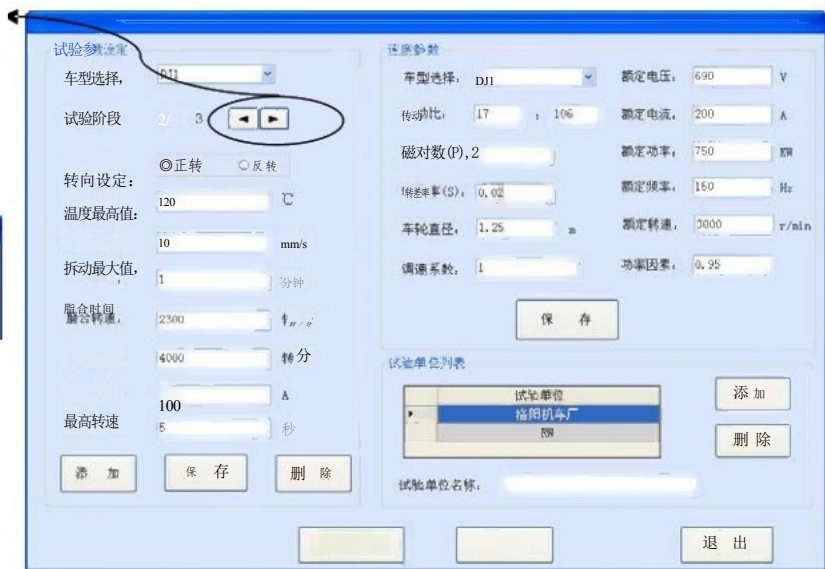 试验参数设定
车型选择, DJ1
试验阶段 2/ 3
◎正转 ○反转
转向设定:
120 ℃
温度最高值:
10 mm/s
拆动最大值,
1 分钟
磨合时间
磨合转速, 2300
4000 转分
100 A
最高转速
5 秒
添 加 保 存 删 除
速度参数
车型选择, DJ1
传动比, 17 : 106
磁对数(P),2
转差率(S), 0.02
车轮直径, 1.25 m
调速系数, 1
额定电压, 690 V
额定电流, 200 A
额定功率, 750 KW
额定频率, 150 Hz
额定转速, 3000 r/min
功率因素, 0.95
保 存
试验单位列表
试验单位
洛阳机车厂
添 加
删 除
试验单位名称,
退 出